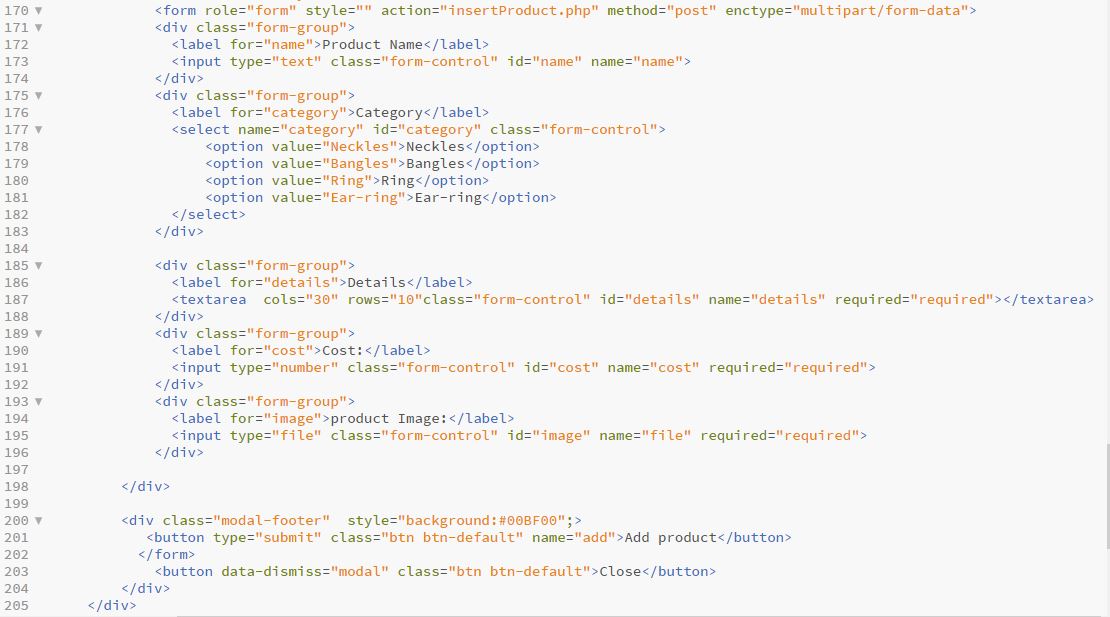 170 ▼ <form role="form" style="" action="insertProduct.php" method="post" enctype="multipart/form-data">
171 ▼ <div class="form-group">
172 <label for="name">Product Name</label>
173 <input type="text" class="form-control" id="name" name="name">
174 </div>
175 ▼ <div class="form-group">
176 <label for="category">Category</label>
177 ▼ <select name="category" id="category" class="form-control">
178 <option value="Neckles">Neckles</option>
179 <option value="Bangles">Bangles</option>
180 <option value="Ring">Ring</option>
181 <option value="Ear-ring">Ear-ring</option>
182 </select>
183 </div>
184
185 ▼ <div class="form-group">
186 <label for="details">Details</label>
187 <textarea  cols="30" rows="10"class="form-control" id="details" name="details" required="required"></textarea>
188 </div>
189 ▼ <div class="form-group">
190 <label for="cost">Cost:</label>
191 <input type="number" class="form-control" id="cost" name="cost" required="required">
192 </div>
193 ▼ <div class="form-group">
194 <label for="image">product Image:</label>
195 <input type="file" class="form-control" id="image" name="file" required="required">
196 </div>
197
198 </div>
199
200 ▼ <div class="modal-footer"  style="background:#00BF00";>
201 <button type="submit" class="btn btn-default" name="add">Add product</button>
202 </form>
203 <button data-dismiss="modal" class="btn btn-default">Close</button>
204 </div>
205 </div>